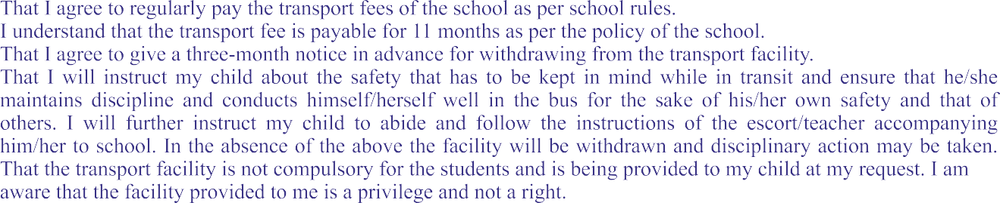 That I agree to regularly pay the transport fees of the school as per school rules.
I understand that the transport fee is payable for 11 months as per the policy of the school.
That I agree to give a three-month notice in advance for withdrawing from the transport facility.
That I will instruct my child about the safety that has to be kept in mind while in transit and ensure that he/she
maintains discipline and conducts himself/herself well in the bus for the sake of his/her own safety and that of
others. I will further instruct my child to abide and follow the instructions of the escort/teacher accompanying
him/her to school. In the absence of the above the facility will be withdrawn and disciplinary action may be taken.
That the transport facility is not compulsory for the students and is being provided to my child at my request. I am
aware that the facility provided to me is a privilege and not a right.